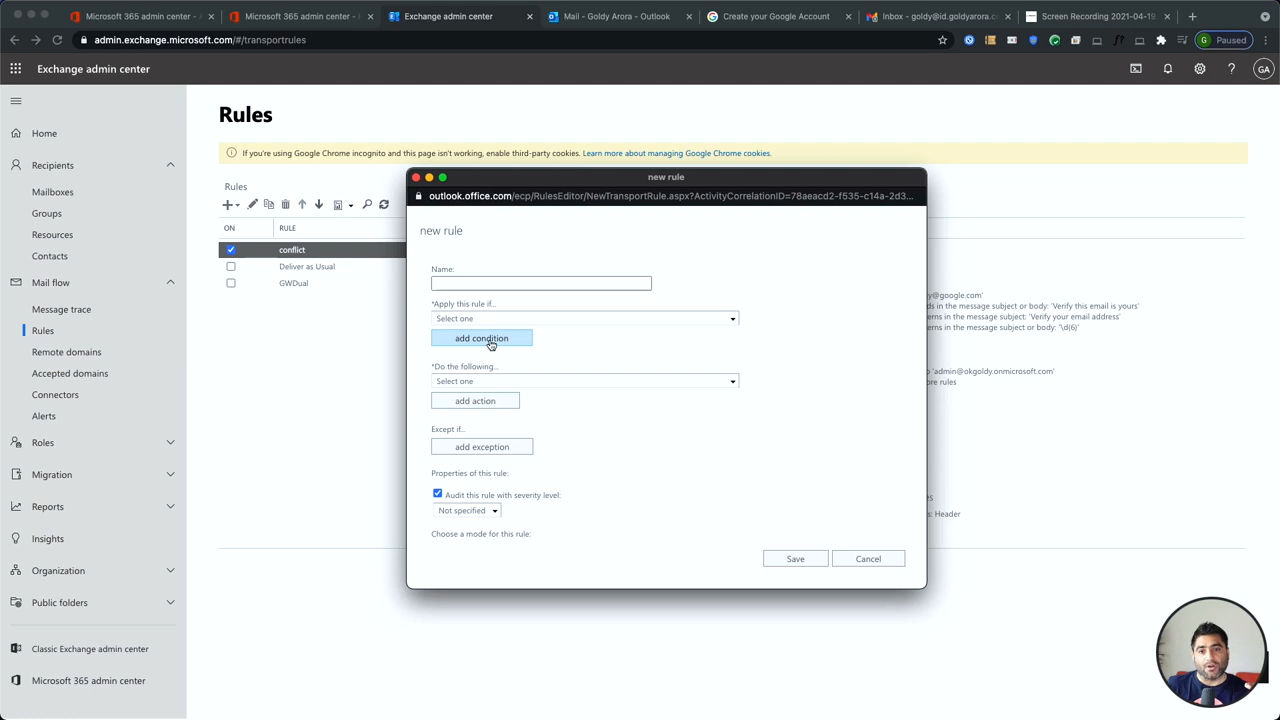 Microsoft 365 admin center - A
Microsoft 365 admin center -
Exchange admin center
Mail - Goldy Arora - Outlook
Create your Google Account
Inbox - goldy@id.goldyarora.c
Screen Recording 2021-04-19
admin.exchange.microsoft.com/#/transportrules
G Paused
Exchange admin center
GA
Home
Recipients
Mailboxes
Groups
Resources
Contacts
Mail flow
Message trace
Rules
Remote domains
Accepted domains
Connectors
Alerts
Roles
Migration
Reports
Insights
Organization
Public folders
Classic Exchange admin center
Microsoft 365 admin center
Rules
If you're using Google Chrome incognito and this page isn't working, enable third-party cookies. Learn more about managing Google Chrome cookies.
Rules
ON RULE
conflict
Deliver as Usual
GWDual
y@google.com'
ds in the message subject or body: 'Verify this email is yours'
erns in the message subject: 'Verify your email address'
erns in the message subject or body: '\d{6}'
o 'admin@okgoldy.onmicrosoft.com'
ore rules
es
s: Header
new rule
outlook.office.com/ecp/RulesEditor/NewTransportRule.aspx?ActivityCorrelationID=78aeacd2-f535-c14a-2d3...
new rule
Name:
*Apply this rule if...
Select one
add condition
*Do the following...
Select one
add action
Except if...
add exception
Properties of this rule:
Audit this rule with severity level:
Not specified
Choose a mode for this rule:
Save Cancel